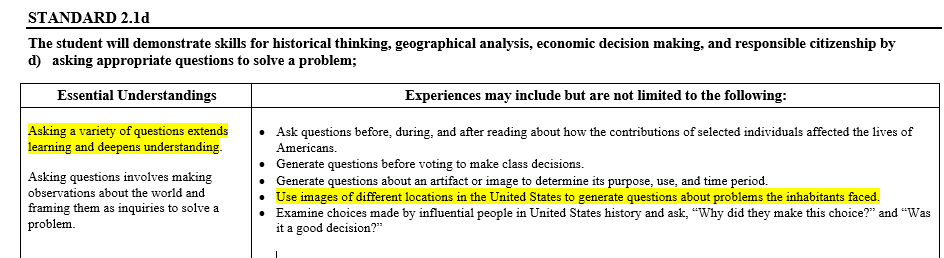 STANDARD 2.1d
The student will demonstrate skills for historical thinking, geographical analysis, economic decision making, and responsible citizenship by
d) asking appropriate questions to solve a problem;
Essential Understandings
Asking a variety of questions extends
learning and deepens understanding.
Asking questions involves making
observations about the world and
framing them as inquiries to solve a
problem.
Experiences may include but are not limited to the following:
• Ask questions before, during, and after reading about how the contributions of selected individuals affected the lives of
Americans.
• Generate questions before voting to make class decisions.
• Generate questions about an artifact or image to determine its purpose, use, and time period.
• Use images of different locations in the United States to generate questions about problems the inhabitants faced.
• Examine choices made by influential people in United States history and ask, “Why did they make this choice?” and “Was
it a good decision?”